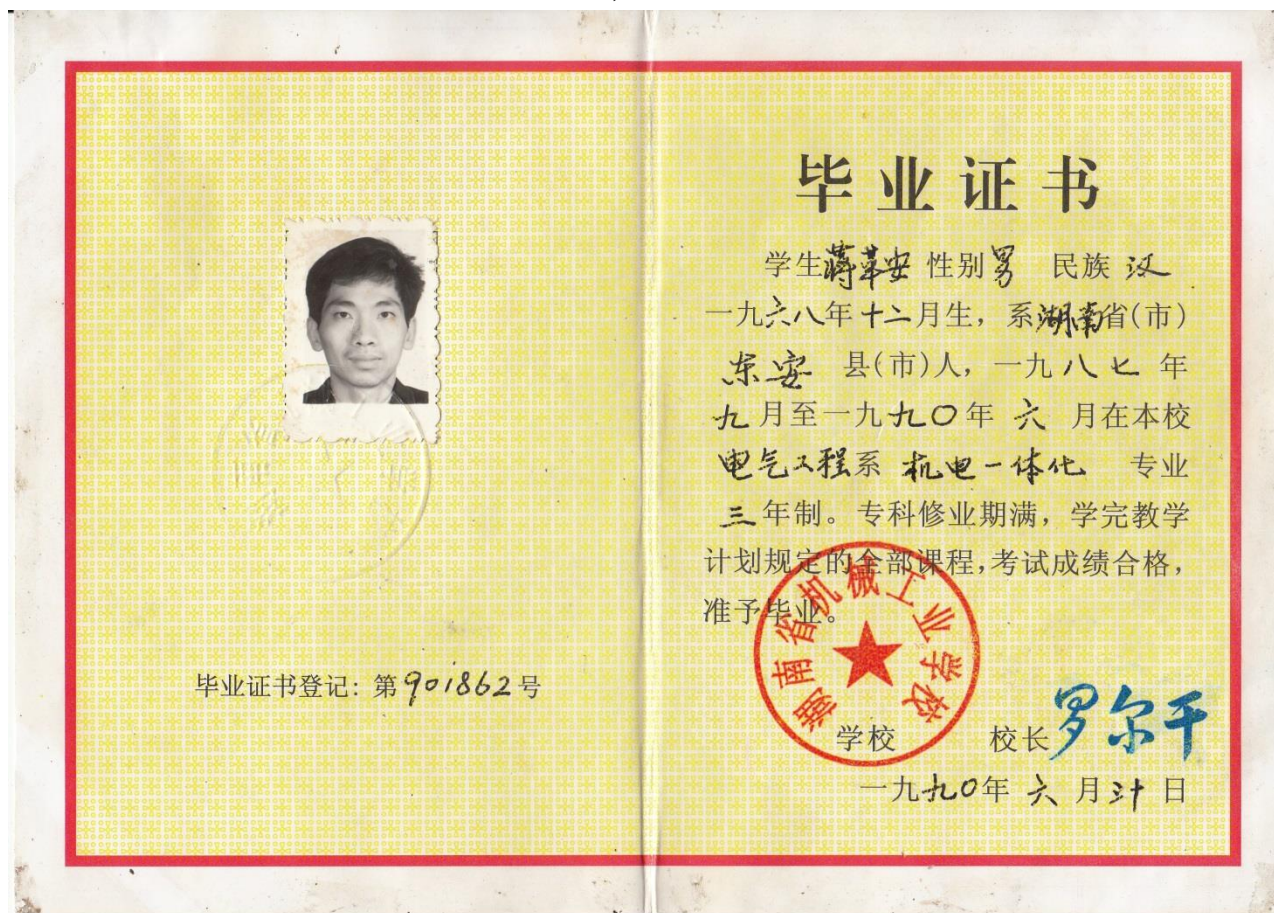 毕业证书登记: 第901862号
毕业证书
学生蒋革安 性别男 民族汉
一九六八年十二月生, 系湖南省(市)
东安 县(市)人, 一九八七年
九月至一九九〇年六月在本校
电气工程系 机电一体化 专业
三年制。专科修业期满, 学完教学
计划规定的全部课程, 考试成绩合格,
准予毕业。
湖南省机械工业学校
学校 校长 罗尔干
一九九〇年六月三十日